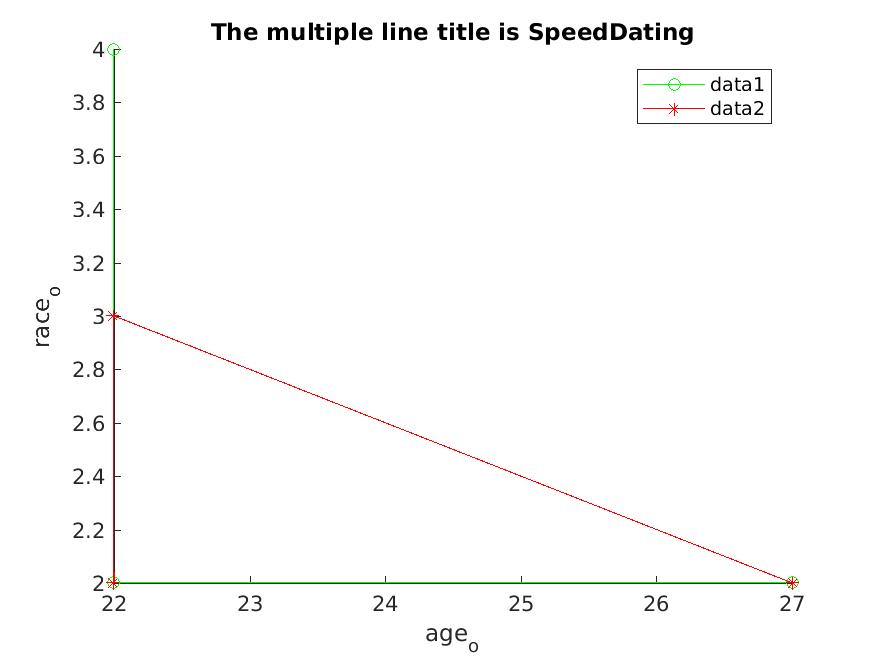 The multiple line title is SpeedDating
data1
data2
4
3.8
3.6
3.4
3.2
3
2.8
2.6
2.4
2.2
2
race_o
22 23 24 25 26 27
age_o